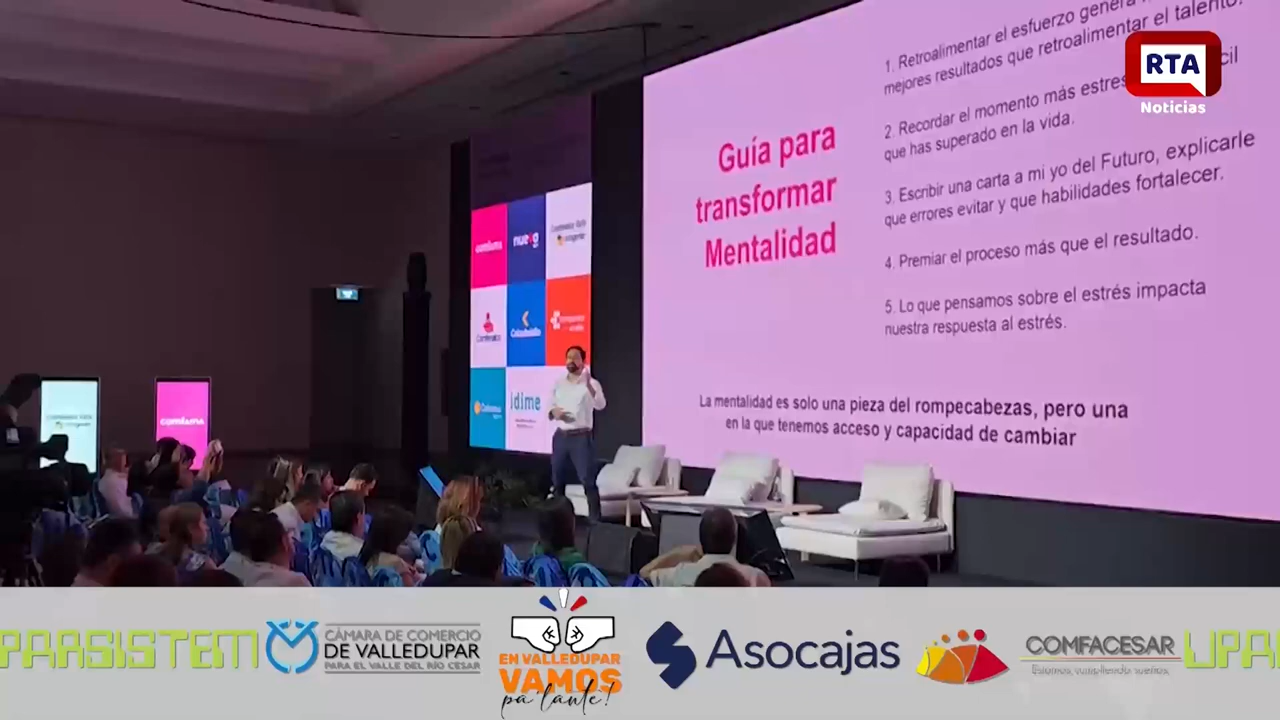 RTA
Noticias
Guía para
transformar
Mentalidad
1. Retroalimentar el esfuerzo genera
mejores resultados que retroalimentar el talento.
2. Recordar el momento más
que has superado en la vida.
3. Escribir una carta a mi yo del Futuro, explicarle
que errores evitar y que habilidades fortalecer.
4. Premiar el proceso más que el resultado.
5. Lo que pensamos sobre el estrés impacta
nuestra respuesta al estrés.
La mentalidad es solo una pieza del rompecabezas, pero una
en la que tenemos acceso y capacidad de cambiar
comfama
nueva
dime
comfama
CÁMARA DE COMERCIO
DE VALLEDUPAR
PARA EL VALLE DEL RÍO CESAR
EN VALLEDUPAR
VAMOS
pa'lante!
Asocajas
COMFACESAR
Estamos cumpliendo sueños.